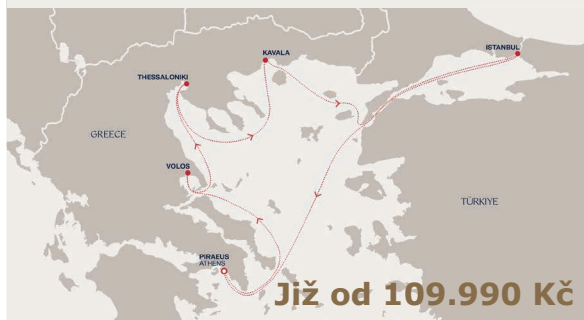 KAVALA
ISTANBUL
THESSALONIKI
GREECE
VOLOS
TÜRKIYE
PIRAEUS
ATHENS
Již od 109.990 Kč